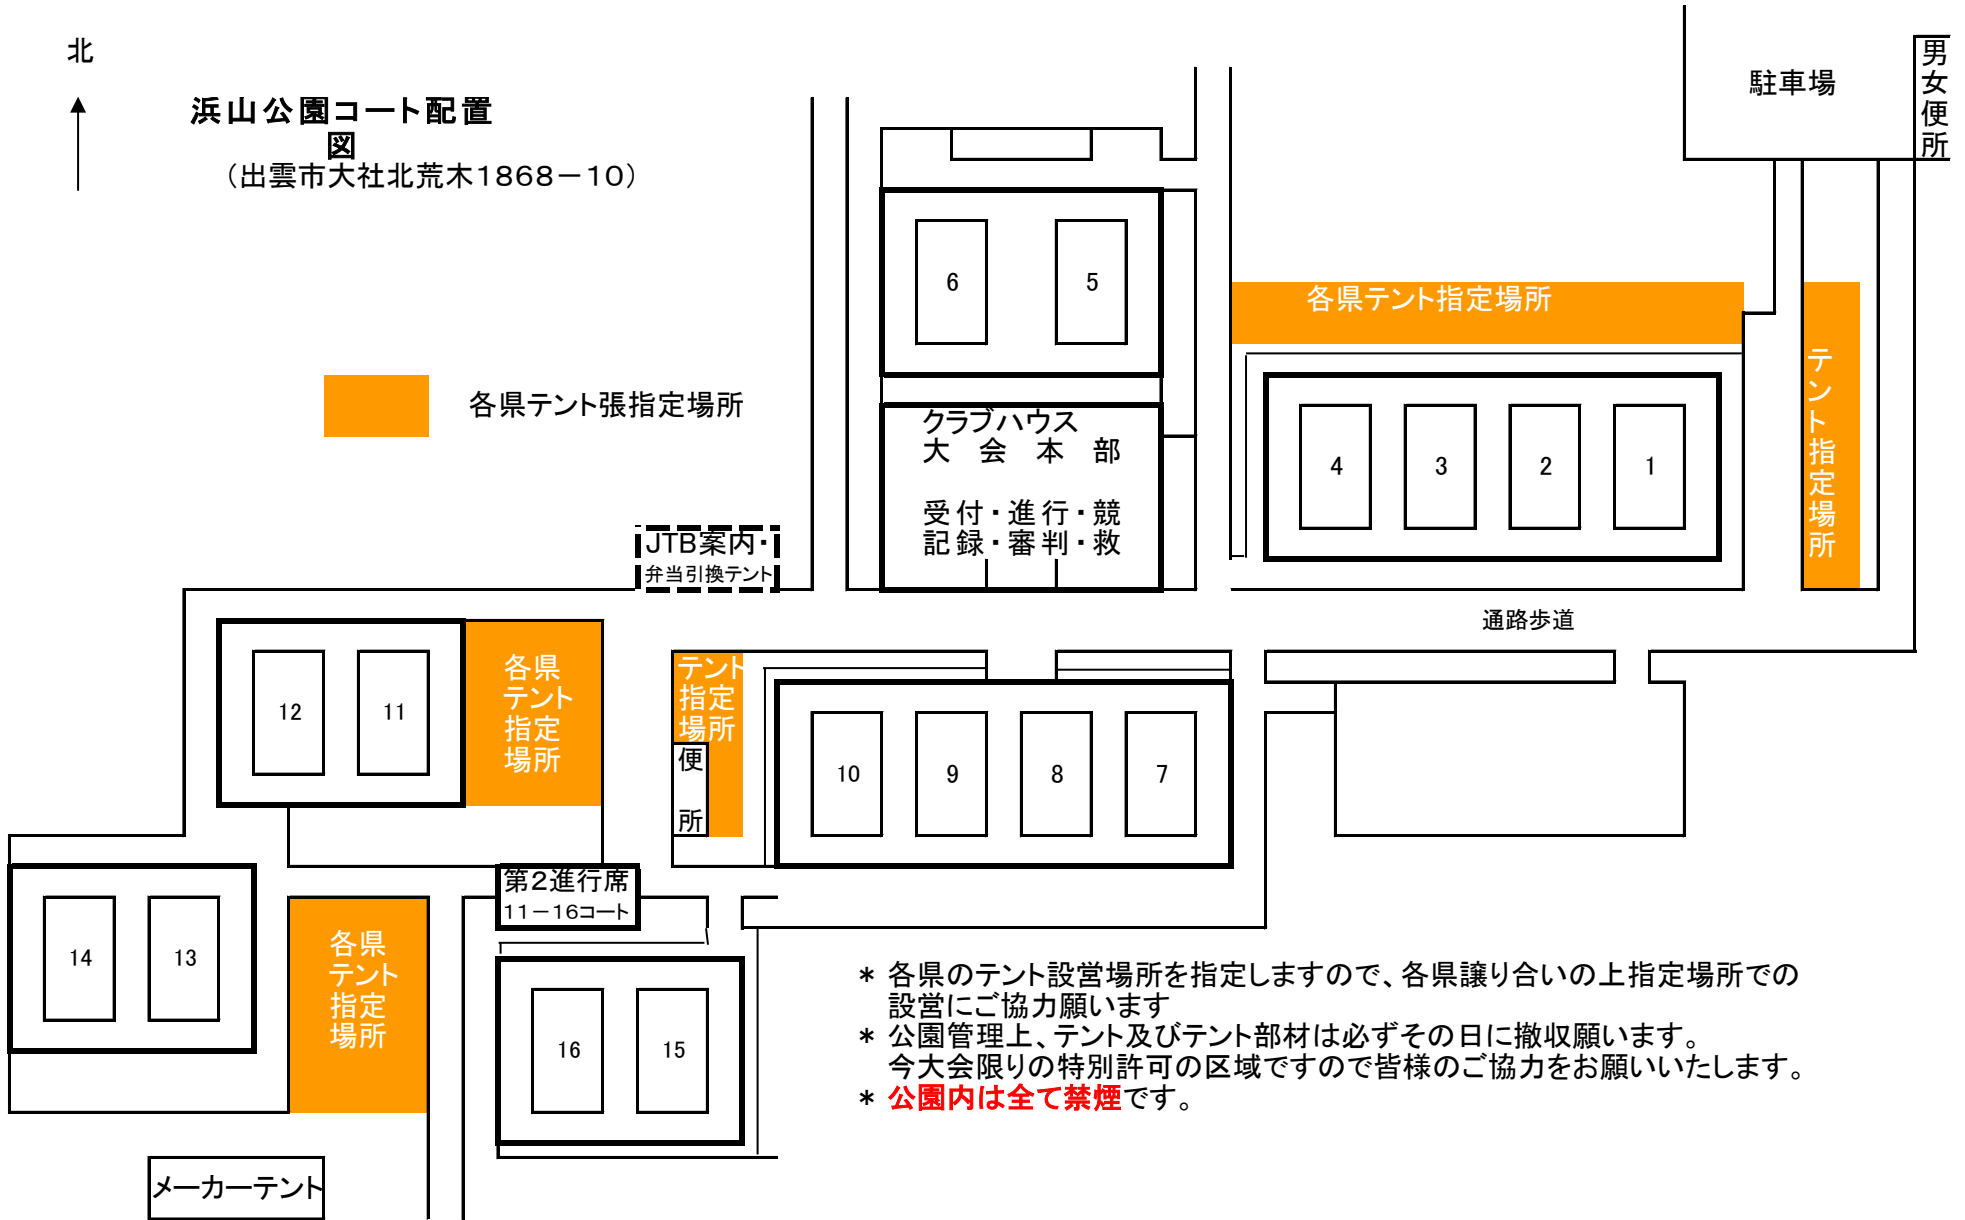 北
浜山公園コート配置
図
（出雲市大社北荒木1868－10）
駐車場
男女便所
6
5
各県テント指定場所
テント指定場所
各県テント張指定場所
クラブハウス
大　会　本　部
受付・進行・競
記録・審判・救
4
3
2
1
JTB案内・
弁当引換テント
通路歩道
12
11
各県
テント
指定
場所
テント
指定
場所
便
所
10
9
8
7
第2進行席
11－16コート
14
13
各県
テント
指定
場所
16
15
＊ 各県のテント設営場所を指定しますので、各県譲り合いの上指定場所での
設営にご協力願います
＊ 公園管理上、テント及びテント部材は必ずその日に撤収願います。
今大会限りの特別許可の区域ですので皆様のご協力をお願いいたします。
＊ 公園内は全て禁煙です。
メーカーテント